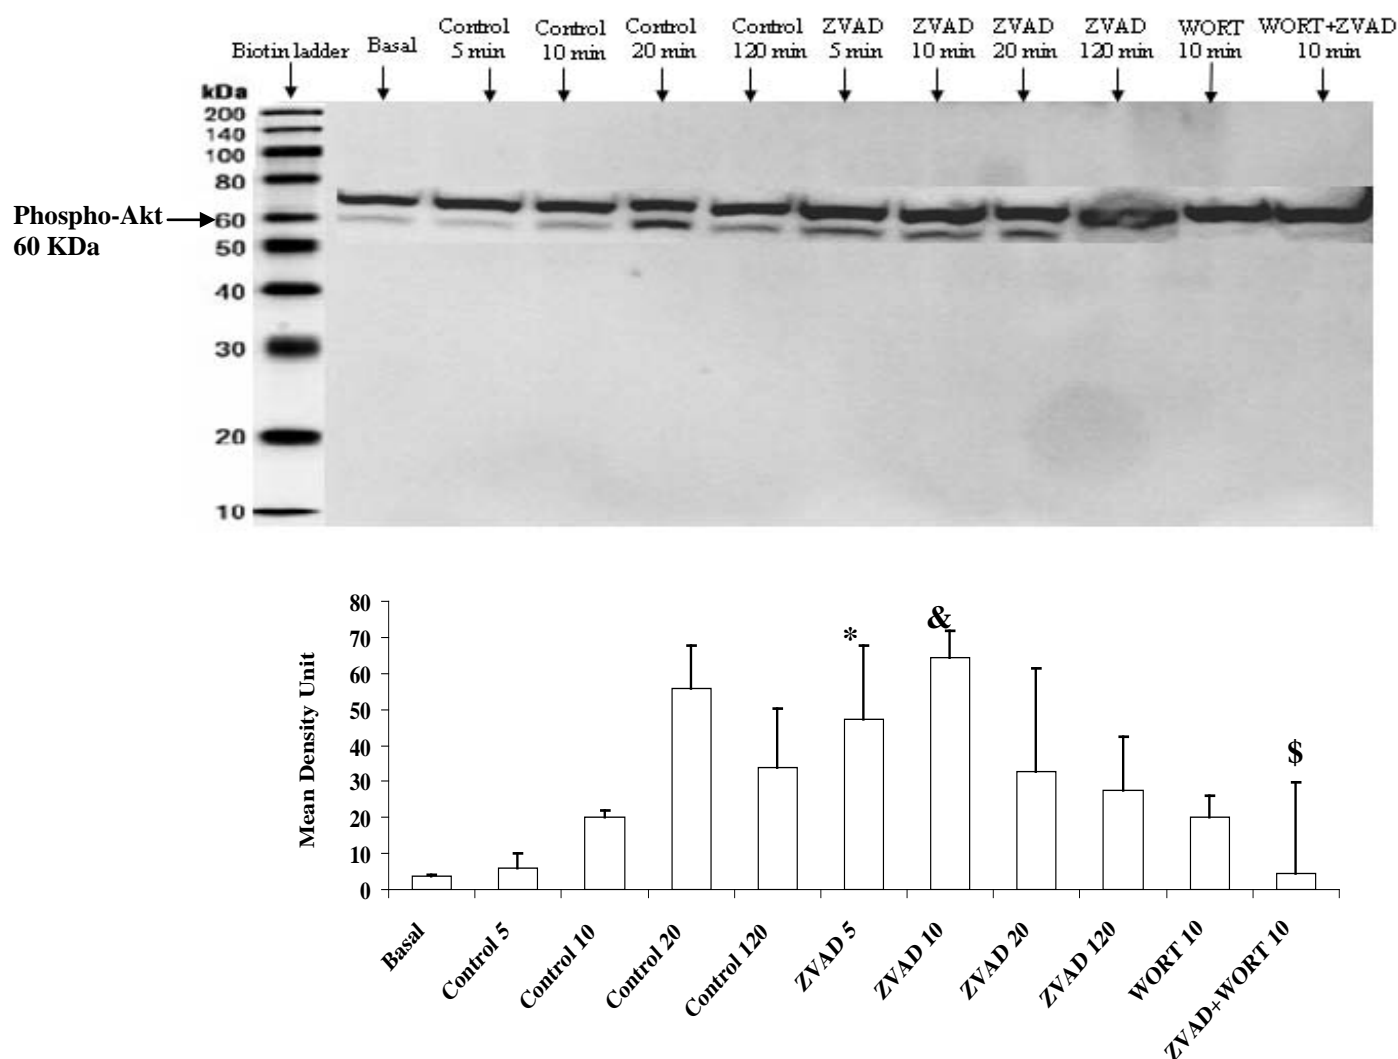 Biotin ladder
Basal
Control
5 min
Control
10 min
Control
20 min
Control
120 min
ZVAD
5 min
ZVAD
10 min
ZVAD
20 min
ZVAD
120 min
WORT
10 min
WORT+ZVAD
10 min
kDa
200
140
100
80
60
50
40
30
20
10
Phospho-Akt
60 KDa
Mean Density Unit
80
70
60
50
40
30
20
10
0
*
&
$
Basal
Control 5
Control 10
Control 20
Control 120
ZVAD 5
ZVAD 10
ZVAD 20
ZVAD 120
WORT 10
ZVAD+WORT 10